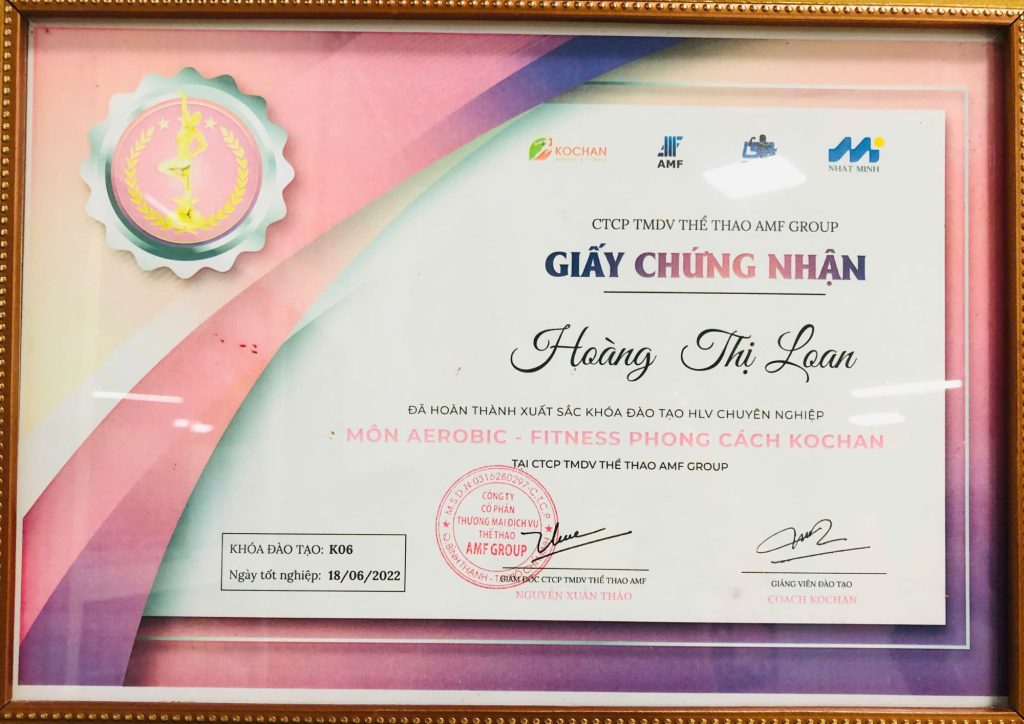 KOCHAN
AMF
NHAT MINH
CTCP TMDV THỂ THAO AMF GROUP
GIẤY CHỨNG NHẬN
Hoàng Thị Loan
ĐÃ HOÀN THÀNH XUẤT SẮC KHÓA ĐÀO TẠO HLV CHUYÊN NGHIỆP
MÔN AEROBIC - FITNESS PHONG CÁCH KOCHAN
TẠI CTCP TMDV THỂ THAO AMF GROUP
M.S.D.N:0316280297-C.T.C.P
CÔNG TY
CỔ PHẦN
THƯƠNG MẠI DỊCH VỤ
THỂ THAO
AMF GROUP
Q.BÌNH THẠNH
KHÓA ĐÀO TẠO: K06
Ngày tốt nghiệp: 18/06/2022
GIÁM ĐỐC CTCP TMDV THỂ THAO AMF
NGUYỄN XUÂN THẢO
GIẢNG VIÊN ĐÀO TẠO
COACH KOCHAN